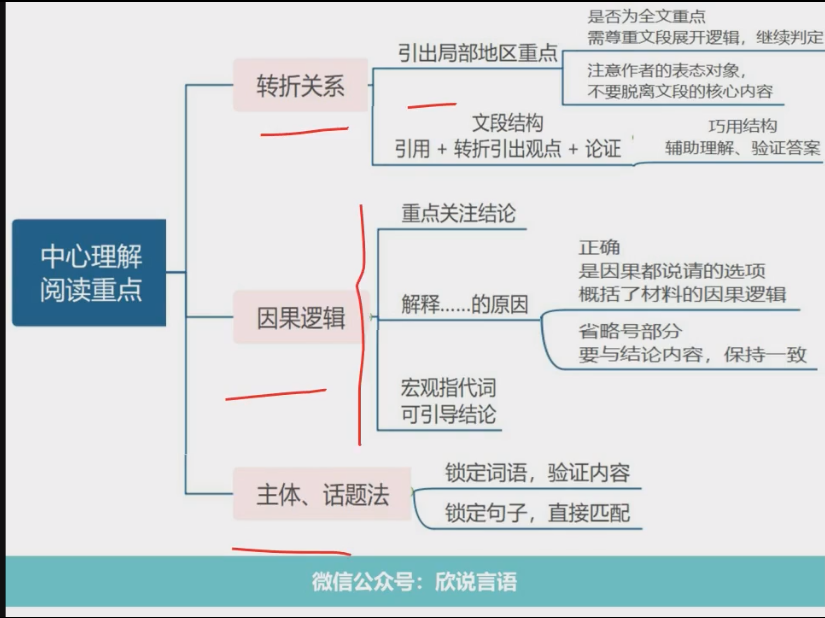 中心理解
阅读重点
转折关系
引出局部地区重点
是否为全文重点
需尊重文段展开逻辑，继续判定
注意作者的表态对象，
不要脱离文段的核心内容
文段结构
引用 + 转折引出观点 + 论证
巧用结构
辅助理解、验证答案
因果逻辑
重点关注结论
解释......的原因
正确
是因果都说请的选项
概括了材料的因果逻辑
省略号部分
要与结论内容，保持一致
宏观指代词
可引导结论
主体、话题法
锁定词语，验证内容
锁定句子，直接匹配
微信公众号：欣说言语